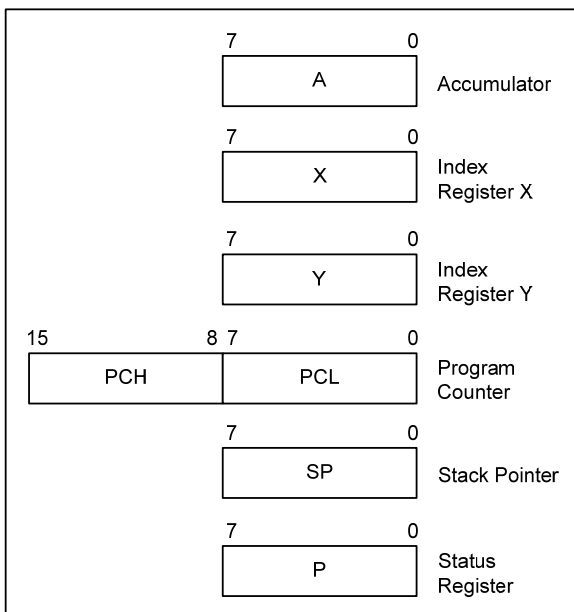 7 0
A
Accumulator
7 0
X
Index
Register X
7 0
Y
Index
Register Y
15 8 7 0
PCH PCL
Program
Counter
7 0
SP
Stack Pointer
7 0
P
Status
Register